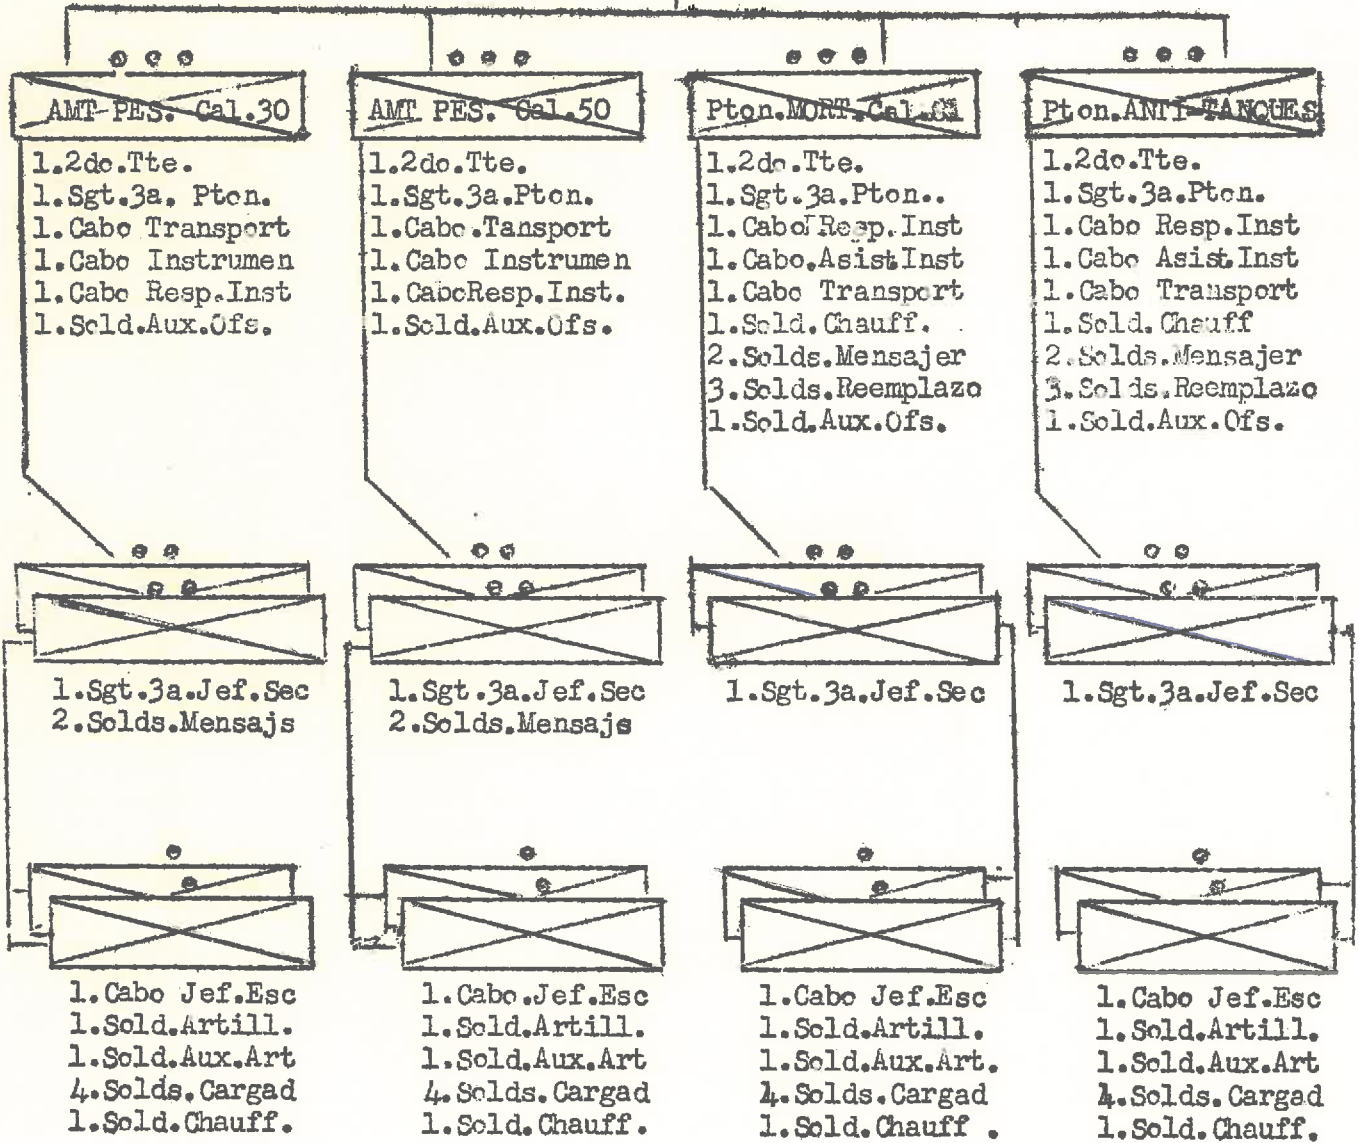 AMT-PES. Cal.30
1.2do.Tte.
1.Sgt.3a. Pton.
1.Cabo Transport
1.Cabo Instrumen
1.Cabo Resp.Inst
1.Sold.Aux.Ofs.
1.Sgt.3a.Jef.Sec
2.Solds.Mensajs
1.Cabo Jef.Esc
1.Sold.Artill.
1.Sold.Aux.Art
4.Solds.Cargad
1.Sold.Chauff.
AMT PES. Cal.50
1.2do.Tte.
1.Sgt.3a.Pton.
1.Cabo.Tansport
1.Cabo Instrumen
1.CaboResp.Inst.
1.Sold.Aux.Ofs.
1.Sgt.3a.Jef.Sec
2.Solds.Mensajs
1.Cabo.Jef.Esc
1.Sold.Artill.
1.Sold.Aux.Art
4.Solds.Cargad
1.Sold.Chauff.
Pton.MORT.Cal.81
1.2do.Tte.
1.Sgt.3a.Pton..
1.Cabo Resp.Inst
1.Cabo.Asist.Inst
1.Cabo Transport
1.Sold.Chauff.
2.Solds.Mensajer
3.Solds.Reemplazo
1.Sold.Aux.Ofs.
1.Sgt.3a.Jef.Sec
1.Cabo Jef.Esc
1.Sold.Artill.
1.Sold.Aux.Art.
4.Solds.Cargad
1.Sold.Chauff .
Pton.ANTI-TANQUES
1.2do.Tte.
1.Sgt.3a.Pton.
1.Cabo Resp.Inst
1.Cabo Asist.Inst
1.Cabo Transport
1.Sold.Chauff
2.Solds.Mensajer
3.Solds.Reemplazo
1.Sold.Aux.Ofs.
1.Sgt.3a.Jef.Sec
1.Cabo Jef.Esc
1.Sold.Artill.
1.Sold.Aux.Art
4.Solds.Cargad
1.Sold.Chauff.